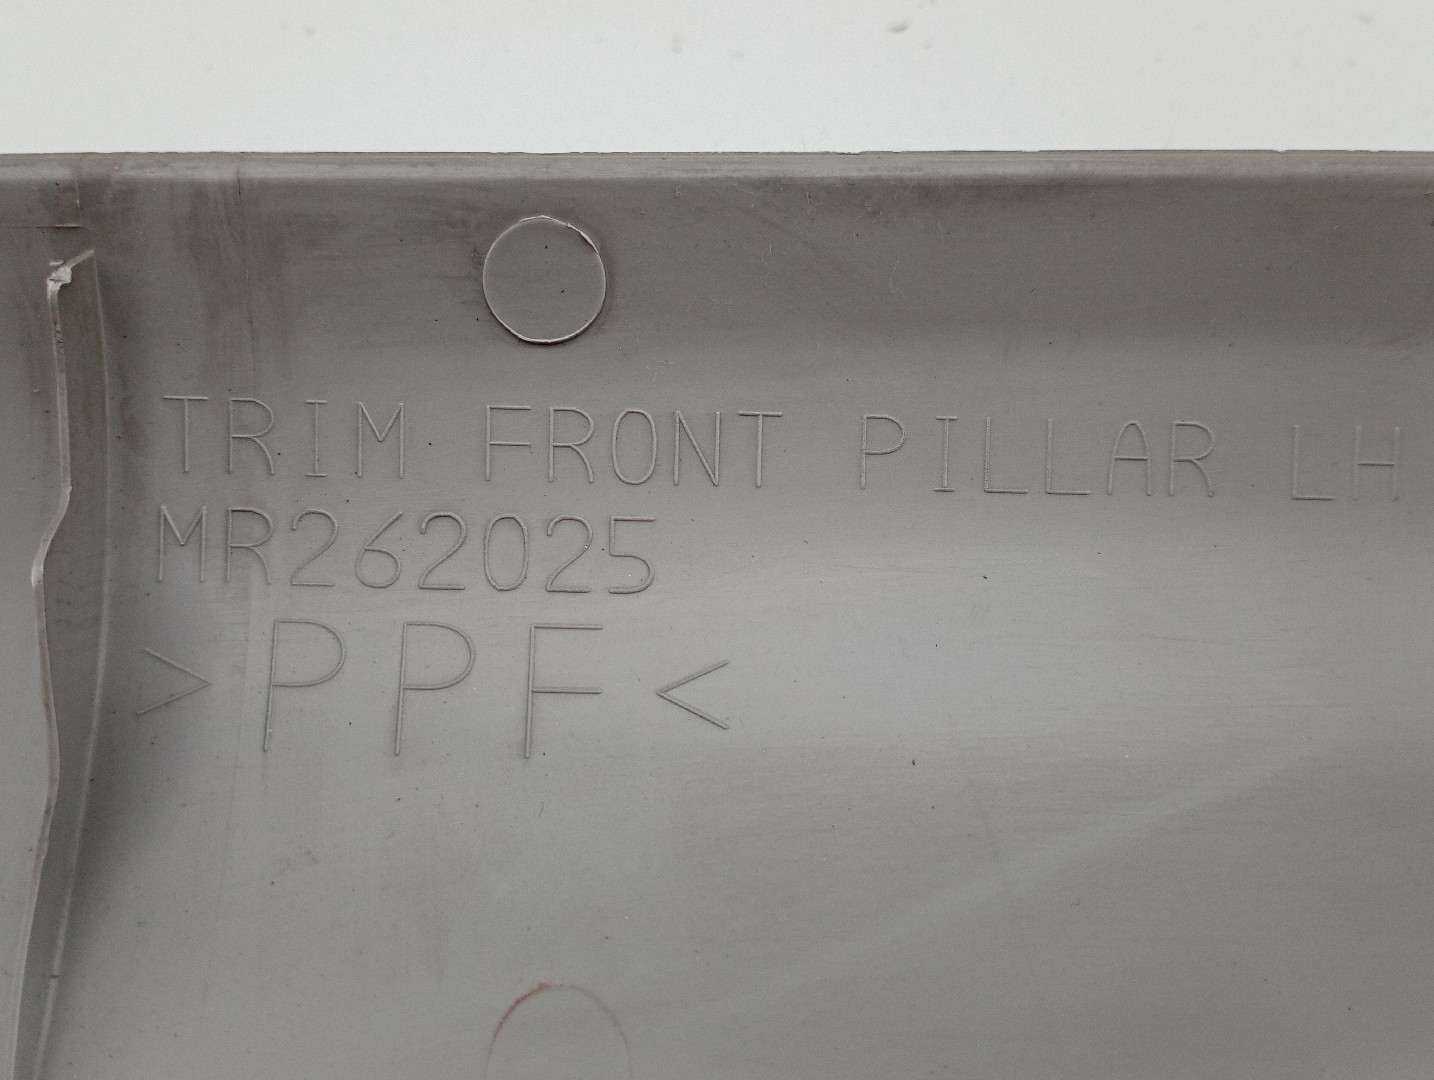 TRIM FRONT PILLAR LH
MR262025
>PPF<